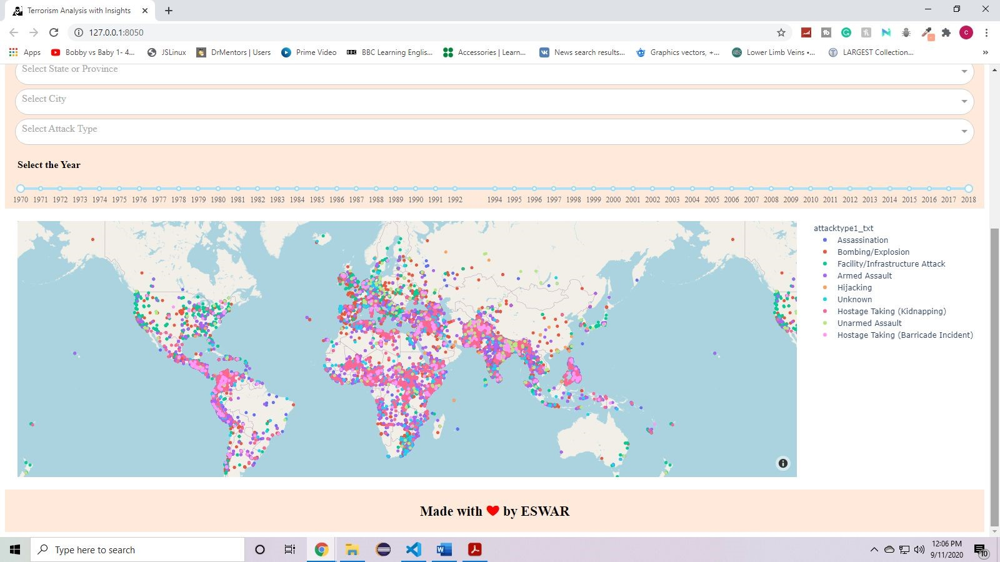 Terrorism Analysis with Insights
127.0.0.1:8050
Apps
Bobby vs Baby 1- 4...
JSLinux
DrMentors | Users
Prime Video
BBC Learning Englis...
Accessories | Learn...
News search results...
Graphics vectors, +...
Lower Limb Veins •...
LARGEST Collection...
Select State or Province
Select City
Select Attack Type
Select the Year
1970 1971 1972 1973 1974 1975 1976 1977 1978 1979 1980 1981 1982 1983 1984 1985 1986 1987 1988 1989 1990 1991 1992 1994 1995 1996 1997 1998 1999 2000 2001 2002 2003 2004 2005 2006 2007 2008 2009 2010 2011 2012 2013 2014 2015 2016 2017 2018
attacktype1_txt
Assassination
Bombing/Explosion
Facility/Infrastructure Attack
Armed Assault
Hijacking
Unknown
Hostage Taking (Kidnapping)
Unarmed Assault
Hostage Taking (Barricade Incident)
Made with ❤ by ESWAR
Type here to search
12:06 PM
9/11/2020
10